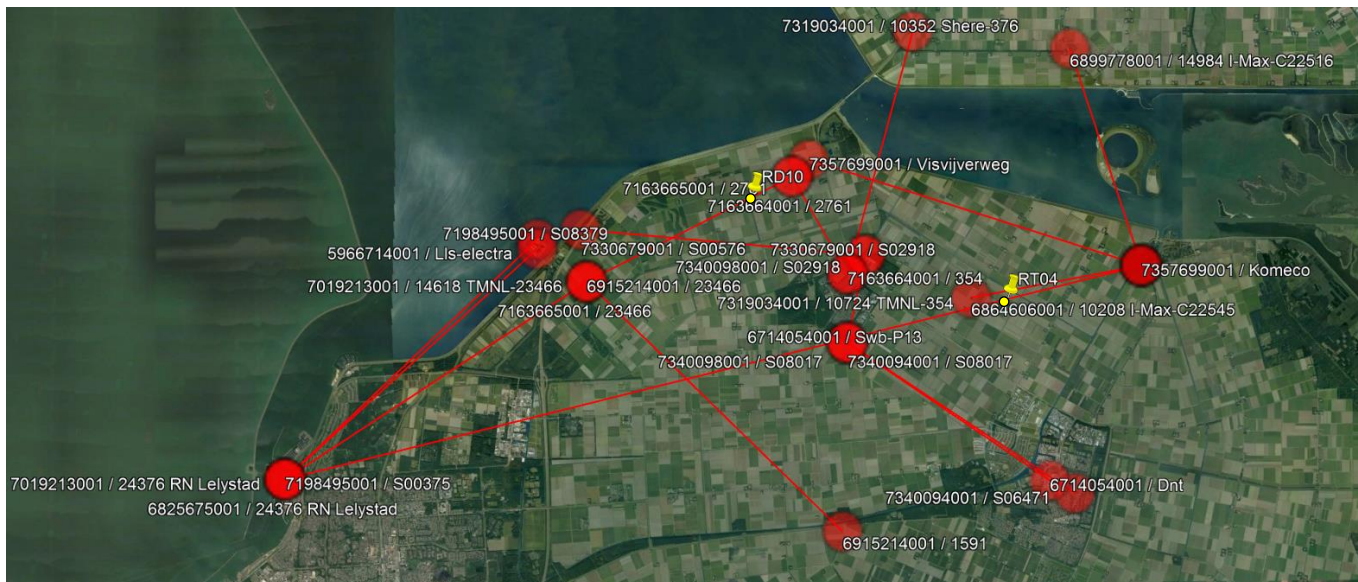 7319034001 / 10352 Shere-376
6899778001 / 14984 I-Max-C22516
7357699001 / Visvijverweg
RD10
7163665001 / 2761
7163664001 / 2761
7198495001 / S08379
5966714001 / Lls-electra
7330679001 / S00576
7330679001 / S02918
7340098001 / S02918
7357699001 / Komeco
7019213001 / 14618 TMNL-23466
6915214001 / 23466
7163664001 / 354
RT04
7319034001 / 10724 TMNL-354
6864606001 / 10208 I-Max-C22545
7163665001 / 23466
6714054001 / Swb-P13
7340098001 / S08017
7340094001 / S08017
7019213001 / 24376 RN Lelystad
7198495001 / S00375
6714054001 / Dnt
7340094001 / S06471
6825675001 / 24376 RN Lelystad
6915214001 / 1591